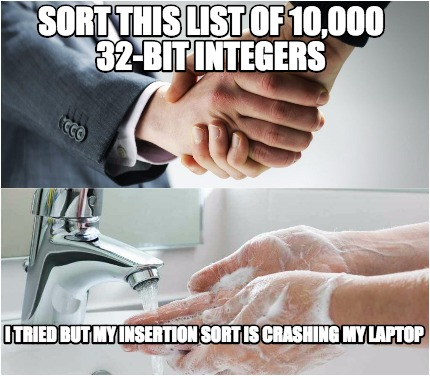 SORT THIS LIST OF 10,000
32-BIT INTEGERS
I TRIED BUT MY INSERTION SORT IS CRASHING MY LAPTOP